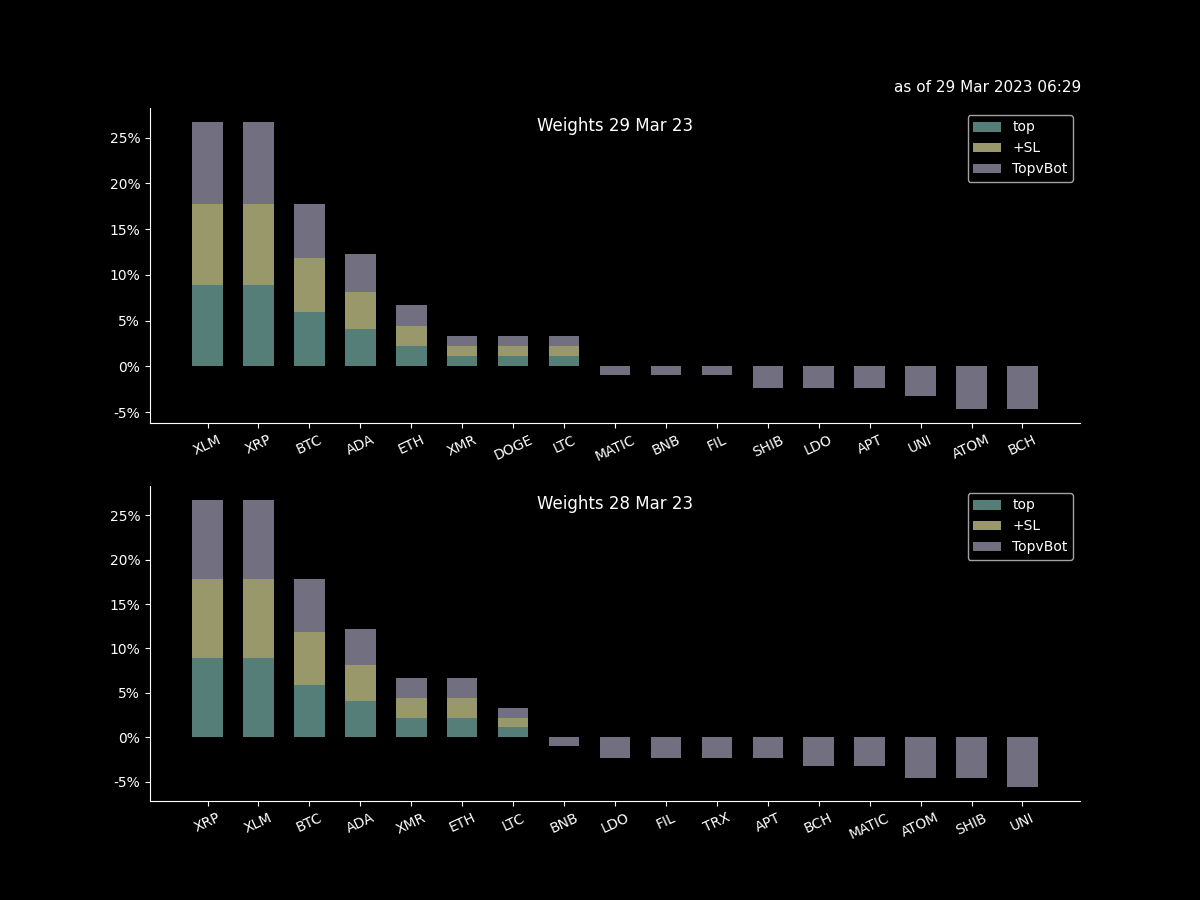 as of 29 Mar 2023 06:29
Weights 29 Mar 23
top
+SL
TopvBot
25%
20%
15%
10%
5%
0%
-5%
XLM XRP BTC ADA ETH XMR DOGE LTC MATIC BNB FIL SHIB LDO APT UNI ATOM BCH
Weights 28 Mar 23
top
+SL
TopvBot
25%
20%
15%
10%
5%
0%
-5%
XRP XLM BTC ADA XMR ETH LTC BNB LDO FIL TRX APT BCH MATIC ATOM SHIB UNI